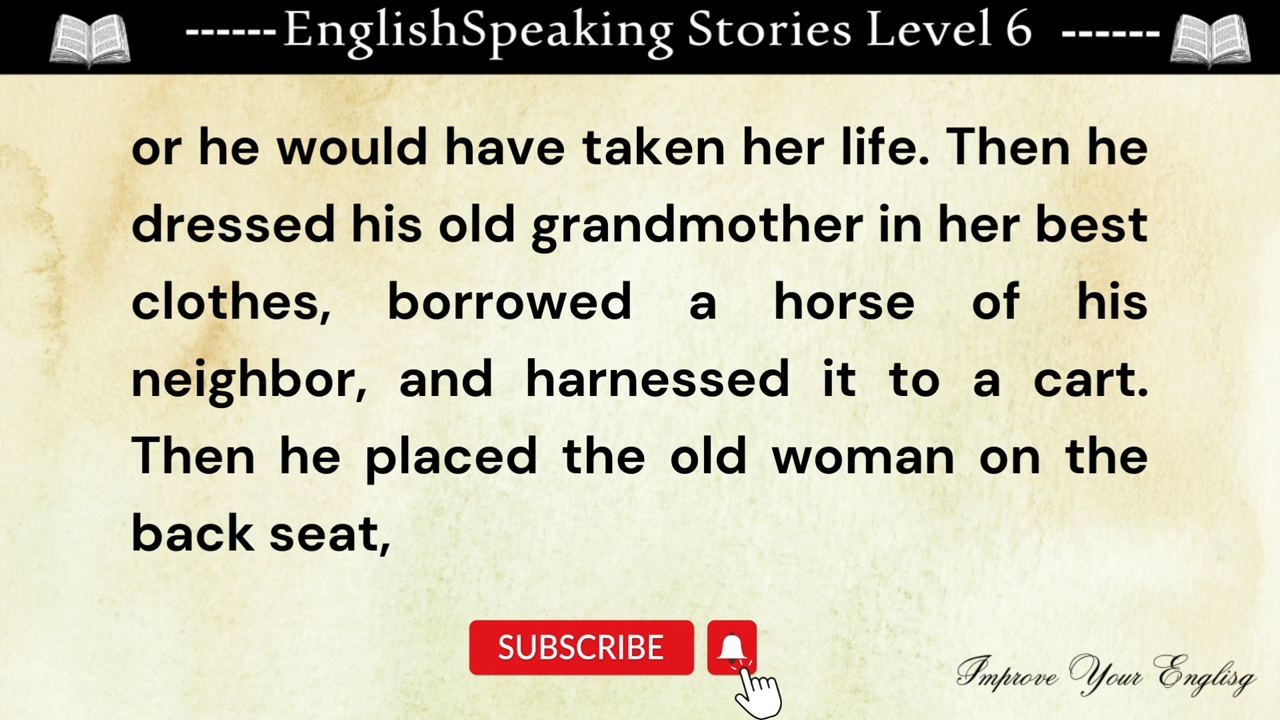 ------EnglishSpeaking Stories Level 6 ------
or he would have taken her life. Then he
dressed his old grandmother in her best
clothes, borrowed a horse of his
neighbor, and harnessed it to a cart.
Then he placed the old woman on the
back seat,
SUBSCRIBE
Improve Your Englisg